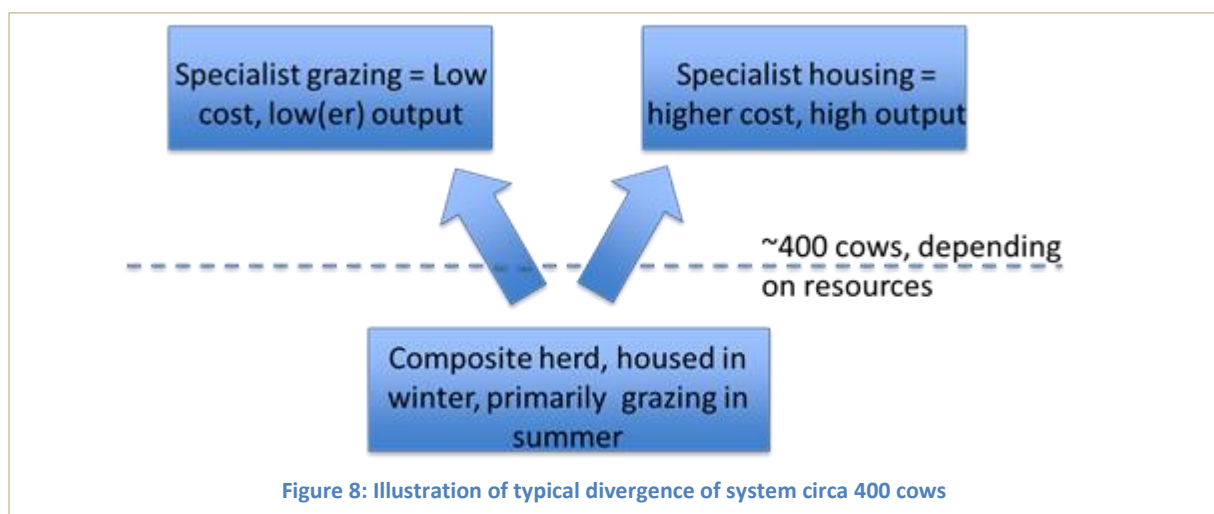 Specialist grazing = Low
cost, low(er) output
Specialist housing =
higher cost, high output
~400 cows, depending
on resources
Composite herd, housed in
winter, primarily grazing in
summer
Figure 8: Illustration of typical divergence of system circa 400 cows